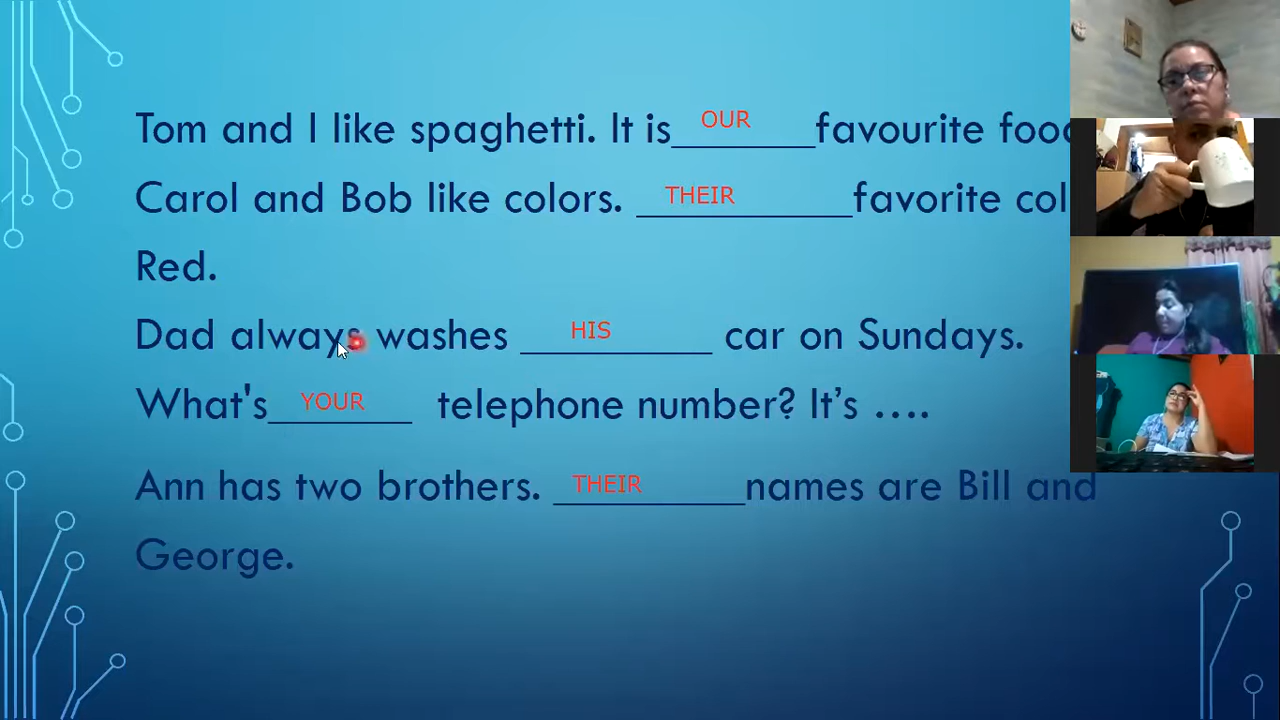 Tom and I like spaghetti. It is OUR favourite foo
Carol and Bob like colors. THEIR favorite col
Red.
Dad always washes HIS car on Sundays.
What's YOUR telephone number? It’s ….
Ann has two brothers. THEIR names are Bill and
George.